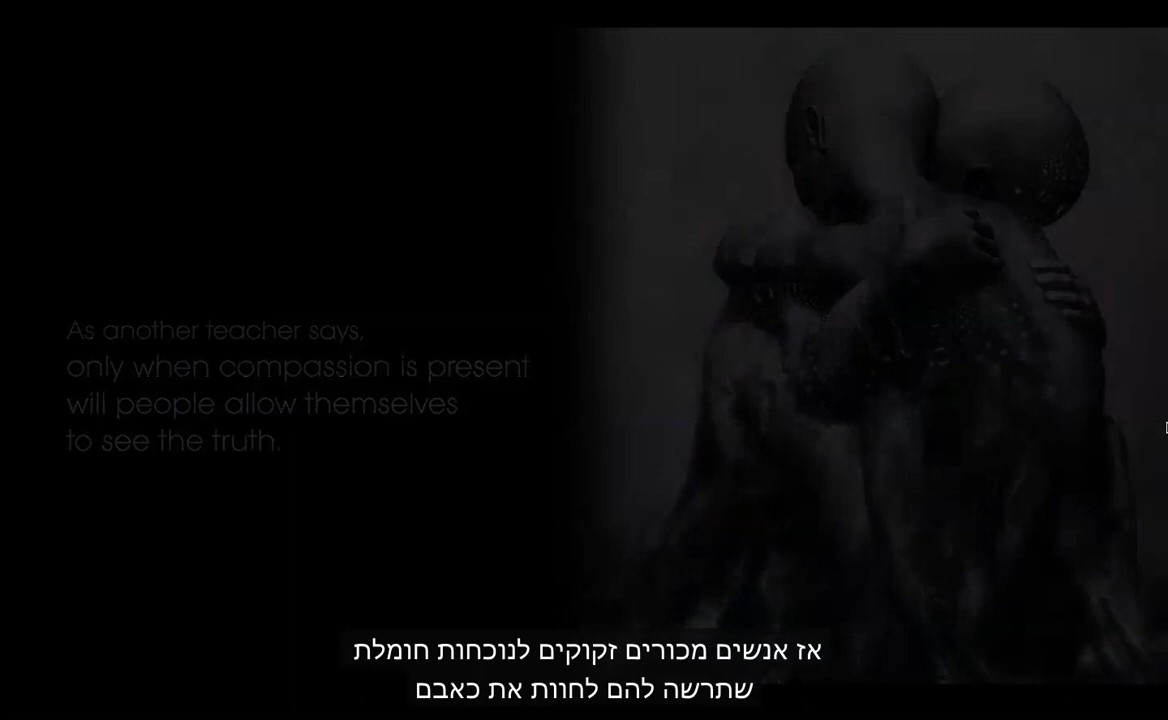 As another teacher says,
only when compassion is present
will people allow themselves
to see the truth.
אז אנשים מכורים זקוקים לנוכחות חומלת
שתרשה להם לחוות את כאבם